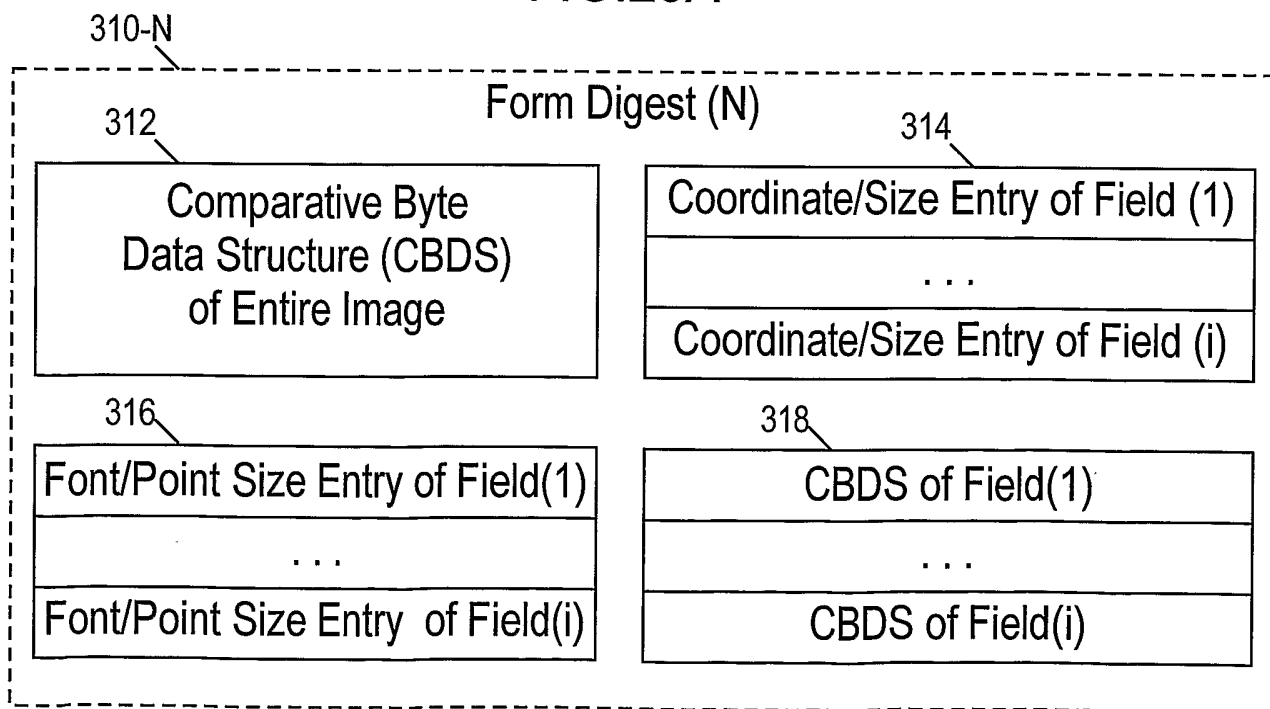 310-N
Form Digest (N)
312
Comparative Byte
Data Structure (CBDS)
of Entire Image
314
Coordinate/Size Entry of Field (1)
. . .
Coordinate/Size Entry of Field (i)
316
Font/Point Size Entry of Field(1)
. . .
Font/Point Size Entry of Field(i)
318
CBDS of Field(1)
. . .
CBDS of Field(i)